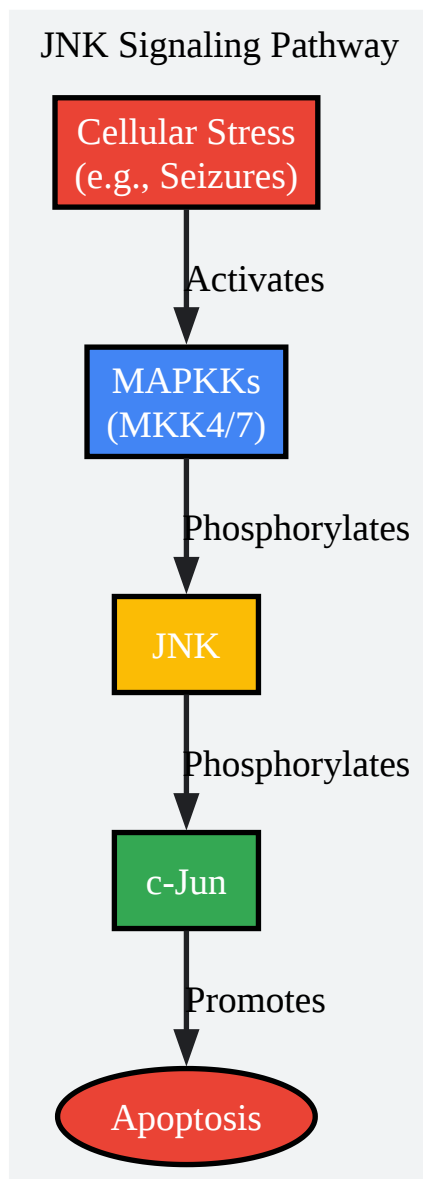 JNK Signaling Pathway
Cellular Stress
(e.g., Seizures)
Activates
MAPKKs
(MKK4/7)
Phosphorylates
JNK
Phosphorylates
c-Jun
Promotes
Apoptosis